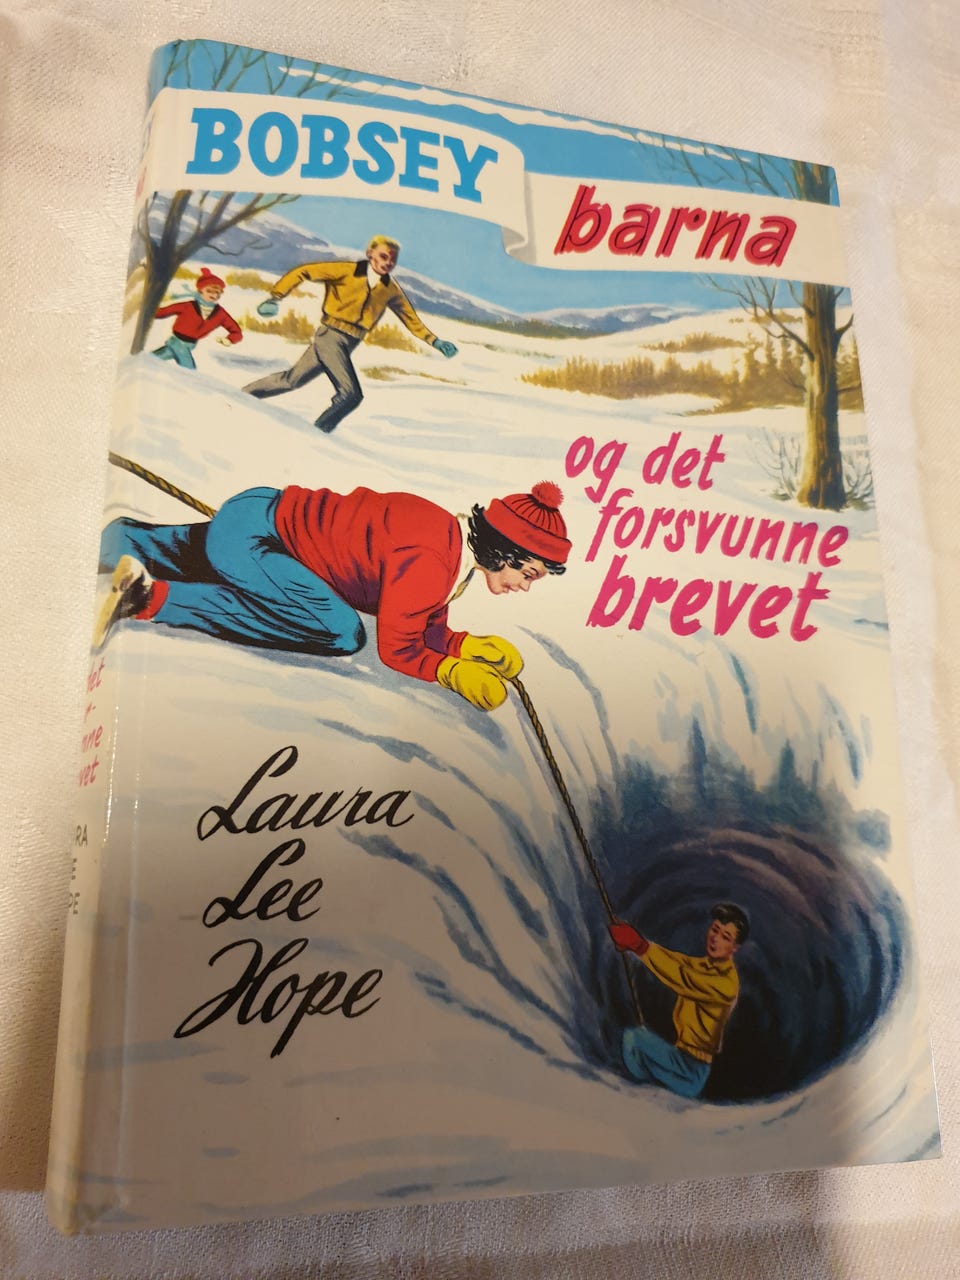 BOBSEY
barna
og det
forsvunne
brevet
Laura
Lee
Hope